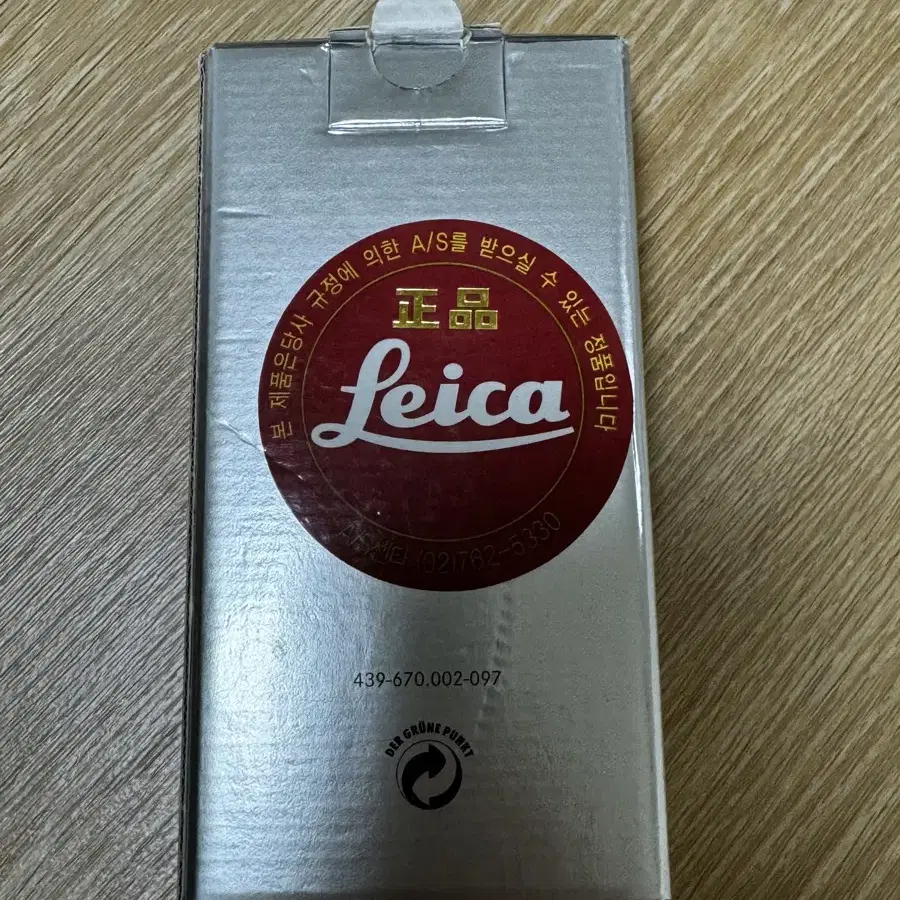 본 제품은당사 규정에 의한 A/S를 받으실 수 있는 정품입니다
正品
Leica
A/S센타 (02)762-5330
439-670.002-097
DER GRÜNE PUNKT